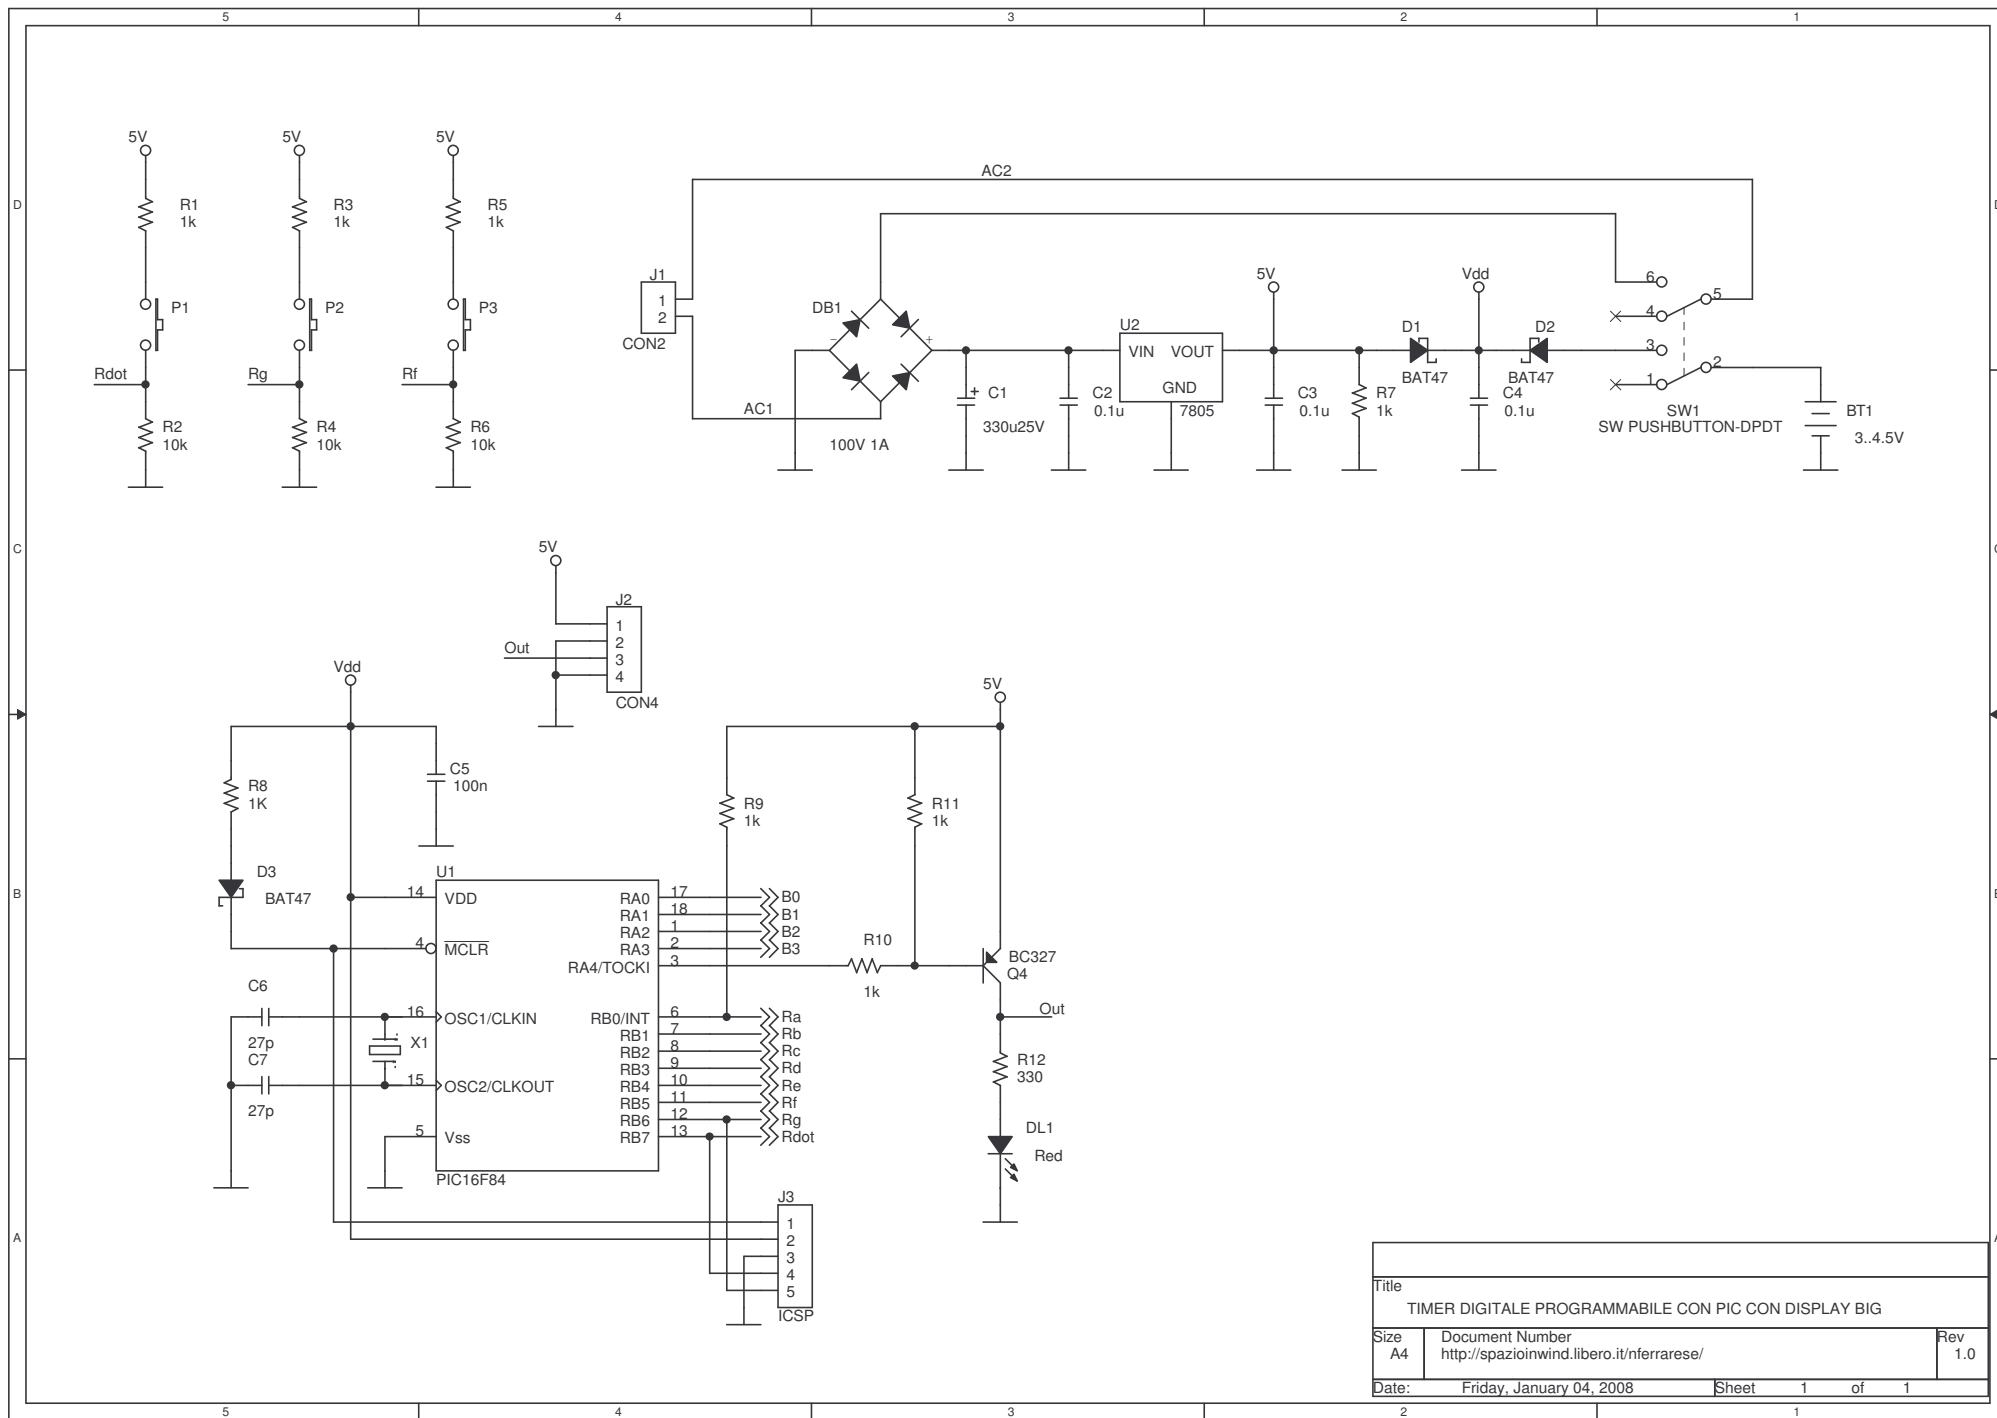 5 4 3 2 1
D
C
B
A
5V
R1
1k
P1
Rdot
R2
10k
5V
R3
1k
P2
Rg
R4
10k
5V
R5
1k
P3
Rf
R6
10k
AC2
J1
1
2
CON2
AC1
DB1
-
+
100V 1A
+ C1
330u25V
C2
0.1u
U2
VIN VOUT
GND
7805
5V
C3
0.1u
R7
1k
D1
BAT47
Vdd
C4
0.1u
D2
BAT47
6
5
4
3
2
1
SW1
SW PUSHBUTTON-DPDT
BT1
3..4.5V
5V
J2
1
2
3
4
Out
CON4
Vdd
R8
1K
C5
100n
D3
BAT47
U1
14 VDD
4 MCLR
16 OSC1/CLKIN
15 OSC2/CLKOUT
5 Vss
C6
27p
C7
27p
X1
RA0 17 B0
RA1 18 B1
RA2 1 B2
RA3 2 B3
RA4/TOCKI 3
RB0/INT 6 Ra
RB1 7 Rb
RB2 8 Rc
RB3 9 Rd
RB4 10 Re
RB5 11 Rf
RB6 12 Rg
RB7 13 Rdot
PIC16F84
5V
R9
1k
R11
1k
R10
1k
BC327
Q4
Out
R12
330
DL1
Red
J3
1
2
3
4
5
ICSP
Title
TIMER DIGITALE PROGRAMMABILE CON PIC CON DISPLAY BIG
Size Document Number Rev
A4 http://spazioinwind.libero.it/nferrarese/ 1.0
Date: Friday, January 04, 2008 Sheet 1 of 1
5 4 3 2 1